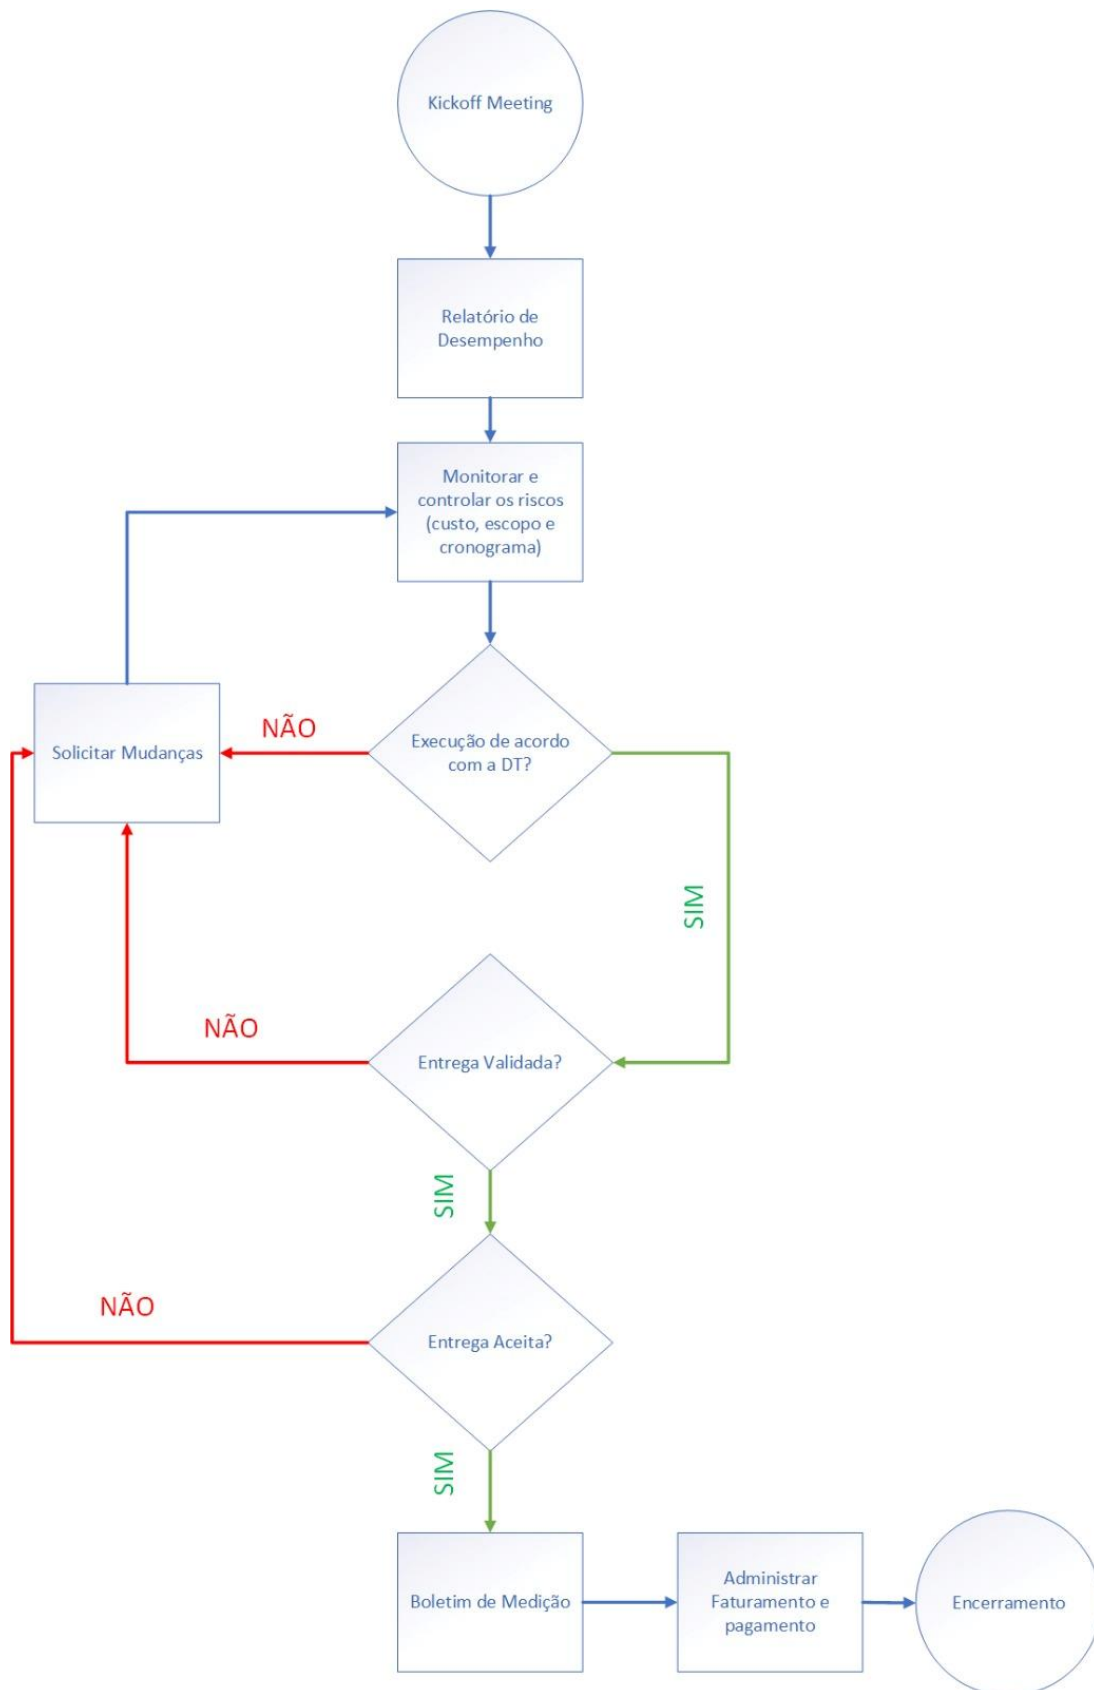 Kickoff Meeting
Relatório de
Desempenho
Monitorar e
controlar os riscos
(custo, escopo e
cronograma)
NÃO
Solicitar Mudanças
Execução de acordo
com a DT?
SIM
NÃO
Entrega Validada?
SIM
NÃO
Entrega Aceita?
SIM
Boletim de Medição
Administrar
Faturamento e
pagamento
Encerramento